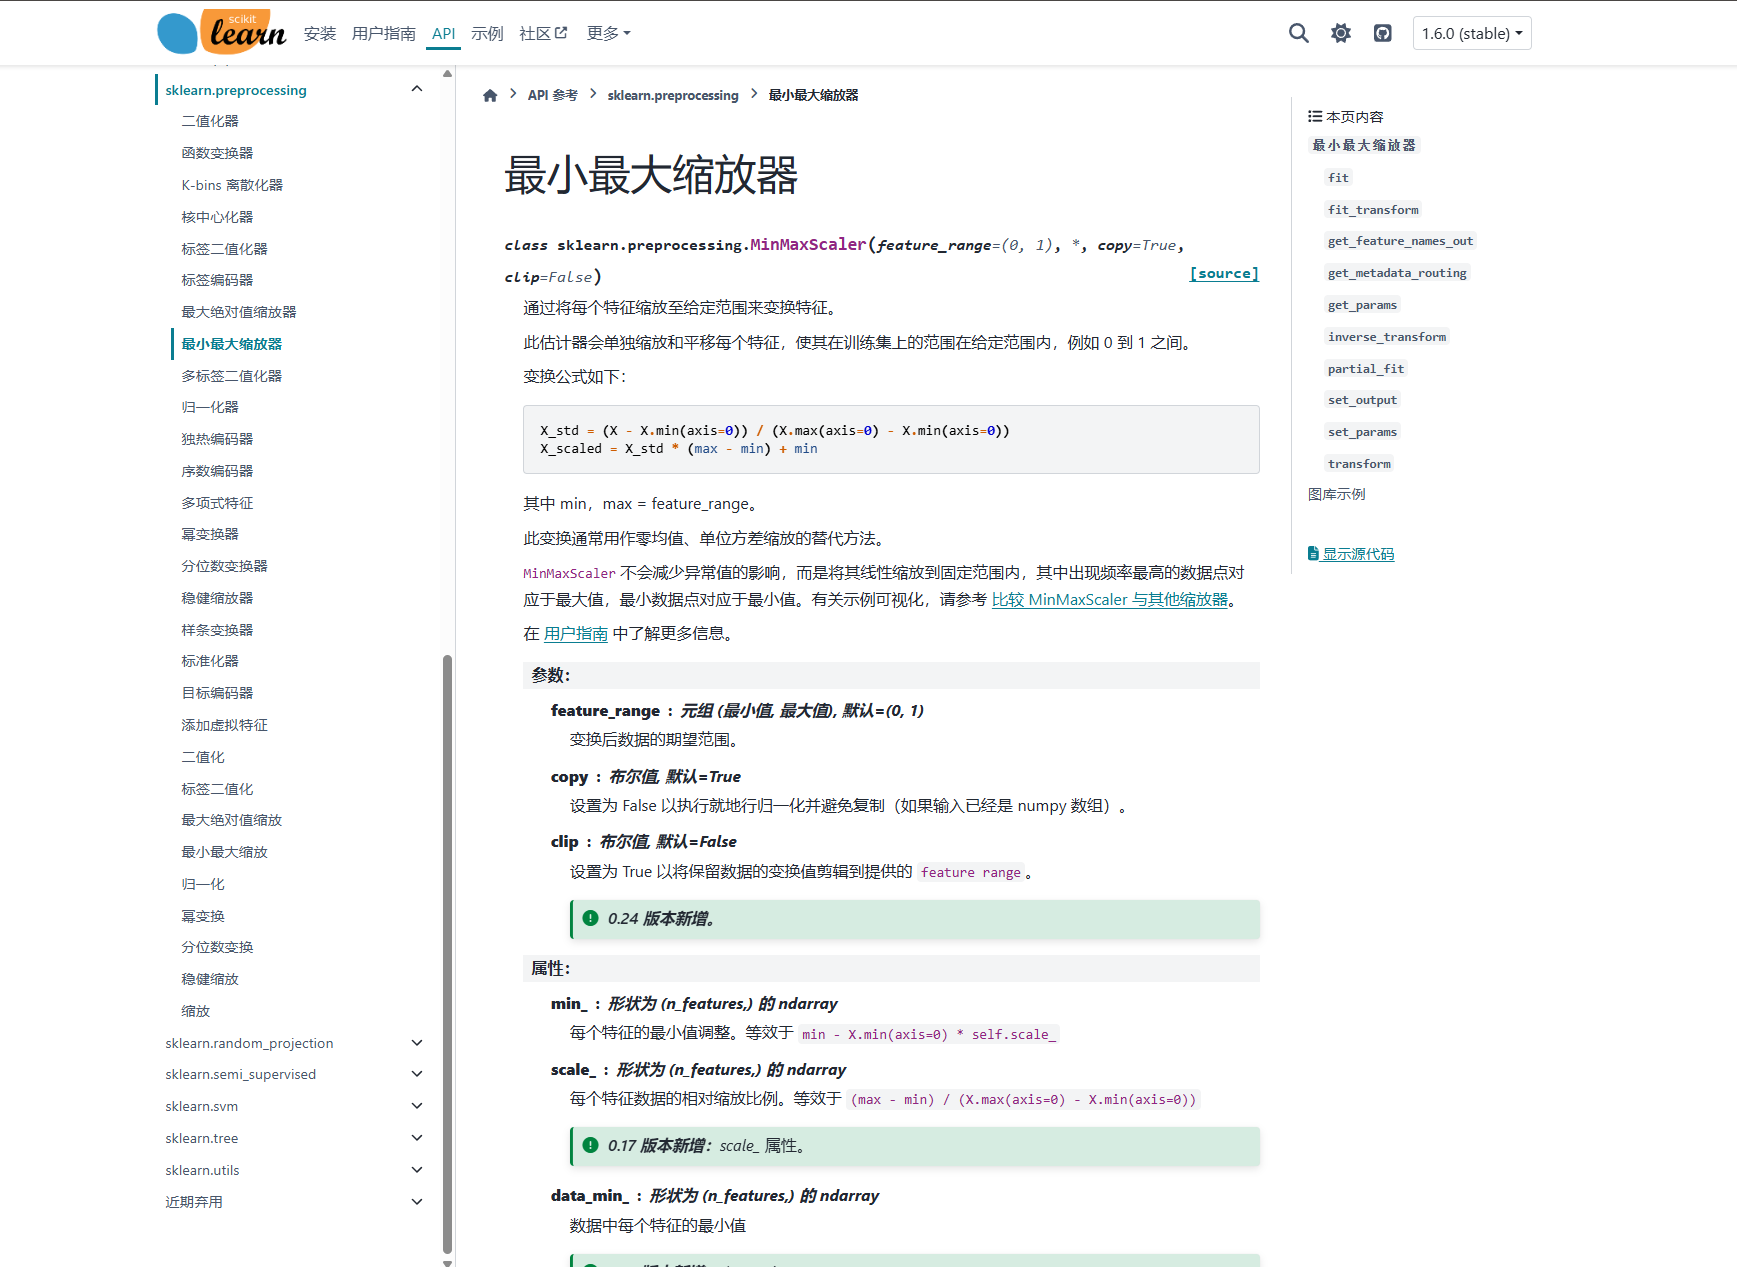 scikit
learn
安装 用户指南 API 示例 社区 更多
1.6.0 (stable)
sklearn.preprocessing
二值化器
函数变换器
K-bins 离散化器
核中心化器
标签二值化器
标签编码器
最大绝对值缩放器
最小最大缩放器
多标签二值化器
归一化器
独热编码器
序数编码器
多项式特征
幂变换器
分位数变换器
稳健缩放器
样条变换器
标准化器
目标编码器
添加虚拟特征
二值化
标签二值化
最大绝对值缩放
最小最大缩放
归一化
幂变换
分位数变换
稳健缩放
缩放
sklearn.random_projection
sklearn.semi_supervised
sklearn.svm
sklearn.tree
sklearn.utils
近期弃用
API 参考 sklearn.preprocessing 最小最大缩放器
最小最大缩放器
class sklearn.preprocessing.MinMaxScaler(feature_range=(0, 1), *, copy=True,
clip=False) [source]
通过将每个特征缩放至给定范围来变换特征。
此估计器会单独缩放和平移每个特征，使其在训练集上的范围在给定范围内，例如 0 到 1 之间。
变换公式如下：
X_std = (X - X.min(axis=0)) / (X.max(axis=0) - X.min(axis=0))
X_scaled = X_std * (max - min) + min
其中 min，max = feature_range。
此变换通常用作零均值、单位方差缩放的替代方法。
MinMaxScaler 不会减少异常值的影响，而是将其线性缩放到固定范围内，其中出现频率最高的数据点对
应于最大值，最小数据点对应于最小值。有关示例可视化，请参考 比较 MinMaxScaler 与其他缩放器。
在 用户指南 中了解更多信息。
参数：
feature_range : 元组 (最小值, 最大值), 默认=(0, 1)
变换后数据的期望范围。
copy : 布尔值, 默认=True
设置为 False 以执行就地行归一化并避免复制（如果输入已经是 numpy 数组）。
clip : 布尔值, 默认=False
设置为 True 以将保留数据的变换值剪辑到提供的 feature range。
0.24 版本新增。
属性：
min_ : 形状为 (n_features,) 的 ndarray
每个特征的最小值调整。等效于 min - X.min(axis=0) * self.scale_
scale_ : 形状为 (n_features,) 的 ndarray
每个特征数据的相对缩放比例。等效于 (max - min) / (X.max(axis=0) - X.min(axis=0))
0.17 版本新增：scale_ 属性。
data_min_ : 形状为 (n_features,) 的 ndarray
数据中每个特征的最小值
本页内容
最小最大缩放器
fit
fit_transform
get_feature_names_out
get_metadata_routing
get_params
inverse_transform
partial_fit
set_output
set_params
transform
图库示例
显示源代码